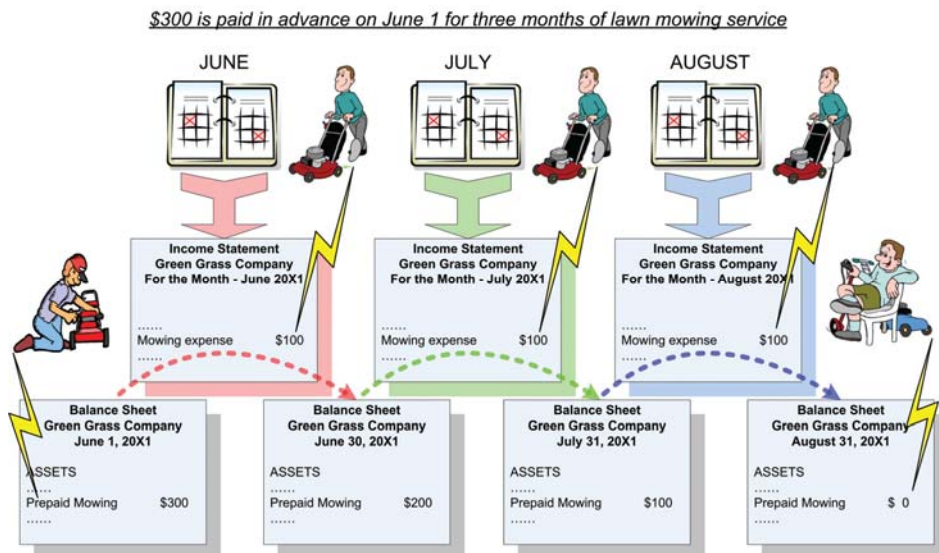 $300 is paid in advance on June 1 for three months of lawn mowing service
JUNE
JULY
AUGUST
Income Statement
Green Grass Company
For the Month - June 20X1
......
Mowing expense $100
......
Income Statement
Green Grass Company
For the Month - July 20X1
......
Mowing expense $100
......
Income Statement
Green Grass Company
For the Month - August 20X1
......
Mowing expense $100
......
Balance Sheet
Green Grass Company
June 1, 20X1
ASSETS
......
Prepaid Mowing $300
......
Balance Sheet
Green Grass Company
June 30, 20X1
ASSETS
......
Prepaid Mowing $200
......
Balance Sheet
Green Grass Company
July 31, 20X1
ASSETS
......
Prepaid Mowing $100
......
Balance Sheet
Green Grass Company
August 31, 20X1
ASSETS
......
Prepaid Mowing $ 0
......